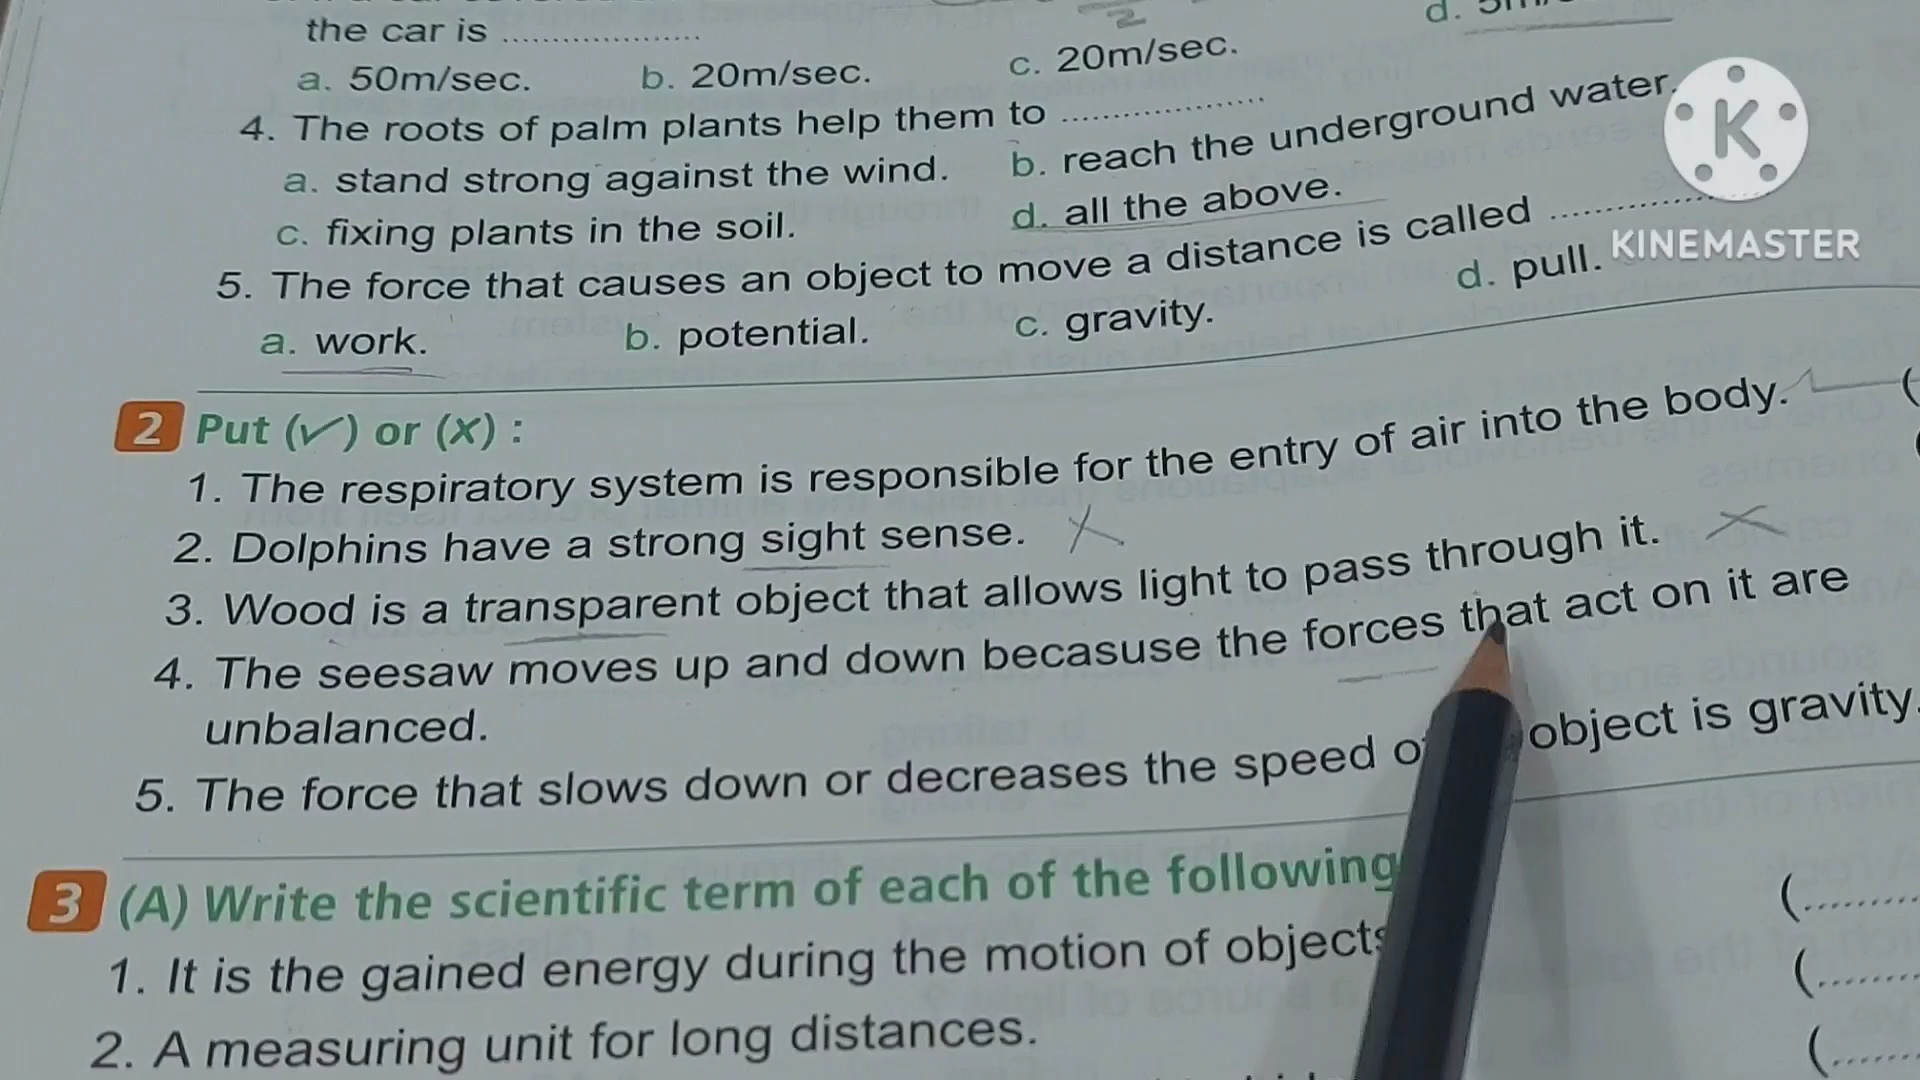 the car is ....................
a. 50m/sec. b. 20m/sec. c. 20m/sec. d.
4. The roots of palm plants help them to ....................
a. stand strong against the wind. b. reach the underground water.
c. fixing plants in the soil. d. all the above.
5. The force that causes an object to move a distance is called ....................
a. work. b. potential. c. gravity. d. pull.
KINEMASTER
2 Put (✓) or (x) :
1. The respiratory system is responsible for the entry of air into the body. (
2. Dolphins have a strong sight sense. X
3. Wood is a transparent object that allows light to pass through it. X
4. The seesaw moves up and down becasuse the forces that act on it are
unbalanced.
5. The force that slows down or decreases the speed object is gravity.
3 (A) Write the scientific term of each of the following
1. It is the gained energy during the motion of objects (........
2. A measuring unit for long distances. (........
(........